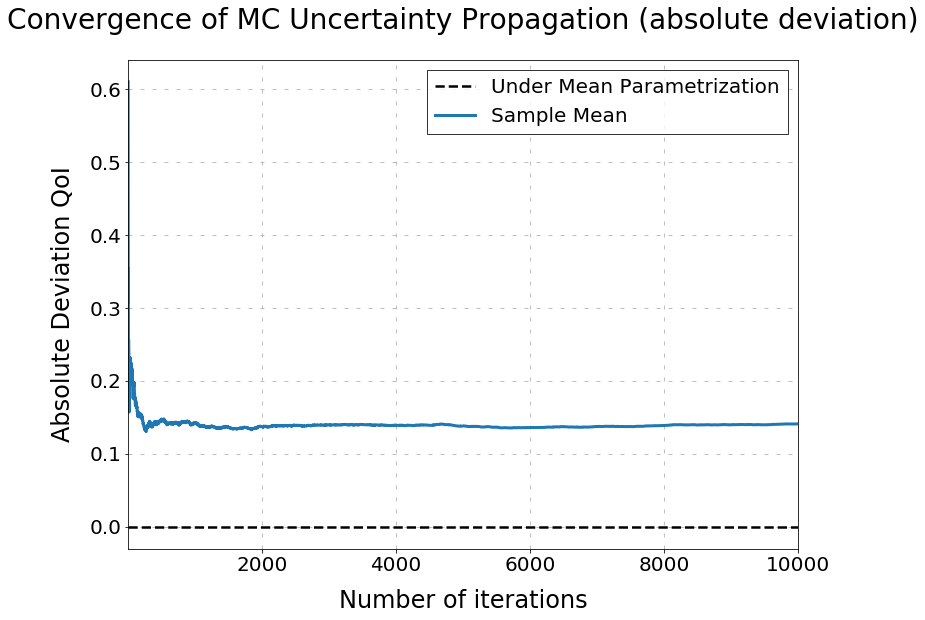 Convergence of MC Uncertainty Propagation (absolute deviation)
Under Mean Parametrization
Sample Mean
Absolute Deviation QoI
0.6
0.5
0.4
0.3
0.2
0.1
0.0
2000 4000 6000 8000 10000
Number of iterations